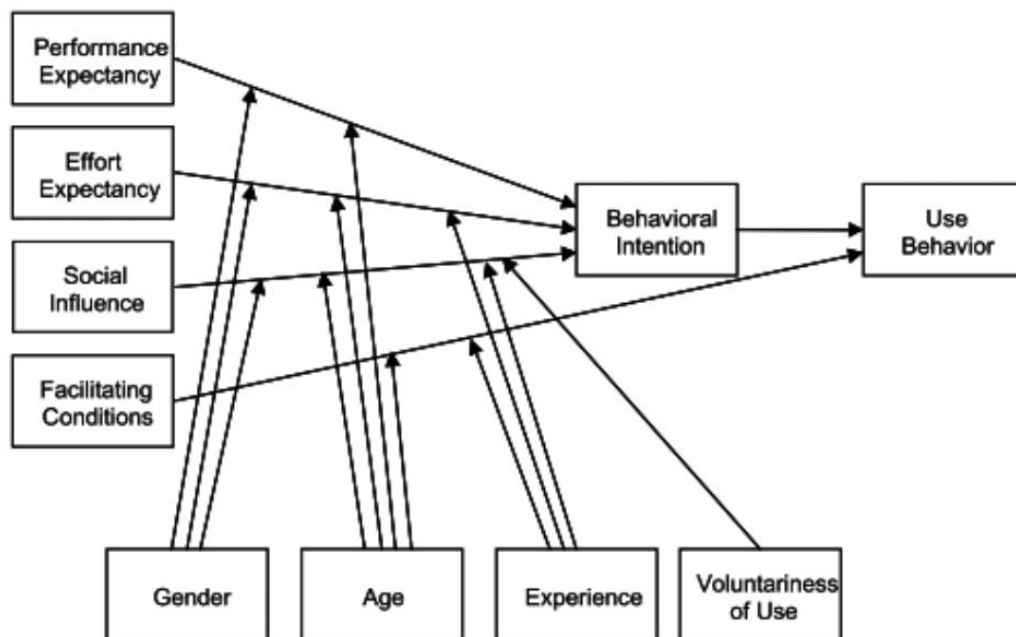 Performance
Expectancy
Effort
Expectancy
Social
Influence
Facilitating
Conditions
Behavioral
Intention
Use
Behavior
Gender
Age
Experience
Voluntariness
of Use